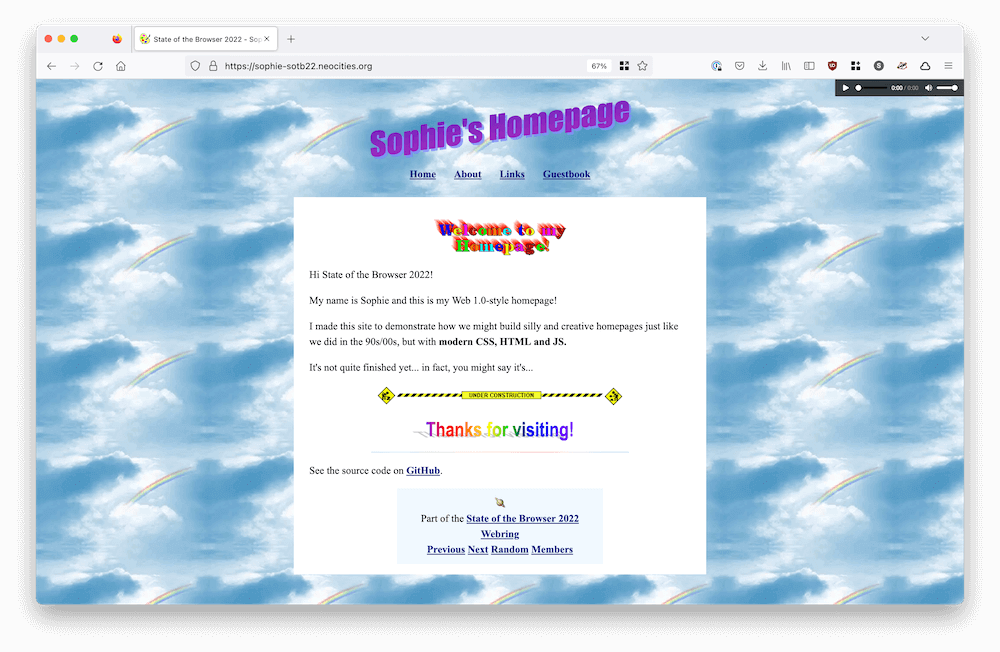 State of the Browser 2022 - Sop
https://sophie-sotb22.neocities.org
67%
0:00 / 0:00
Sophie's Homepage
Home About Links Guestbook
Welcome to my
Homepage!
Hi State of the Browser 2022!
My name is Sophie and this is my Web 1.0-style homepage!
I made this site to demonstrate how we might build silly and creative homepages just like
we did in the 90s/00s, but with modern CSS, HTML and JS.
It's not quite finished yet... in fact, you might say it's...
UNDER CONSTRUCTION
Thanks for visiting!
See the source code on GitHub.
Part of the State of the Browser 2022
Webring
Previous Next Random Members